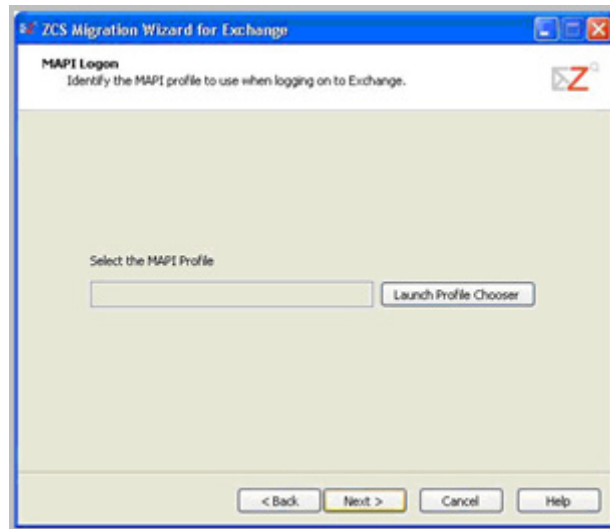 ZCS Migration Wizard for Exchange
MAPI Logon
Identify the MAPI profile to use when logging on to Exchange.
Z
Select the MAPI Profile
Launch Profile Chooser
< Back Next > Cancel Help